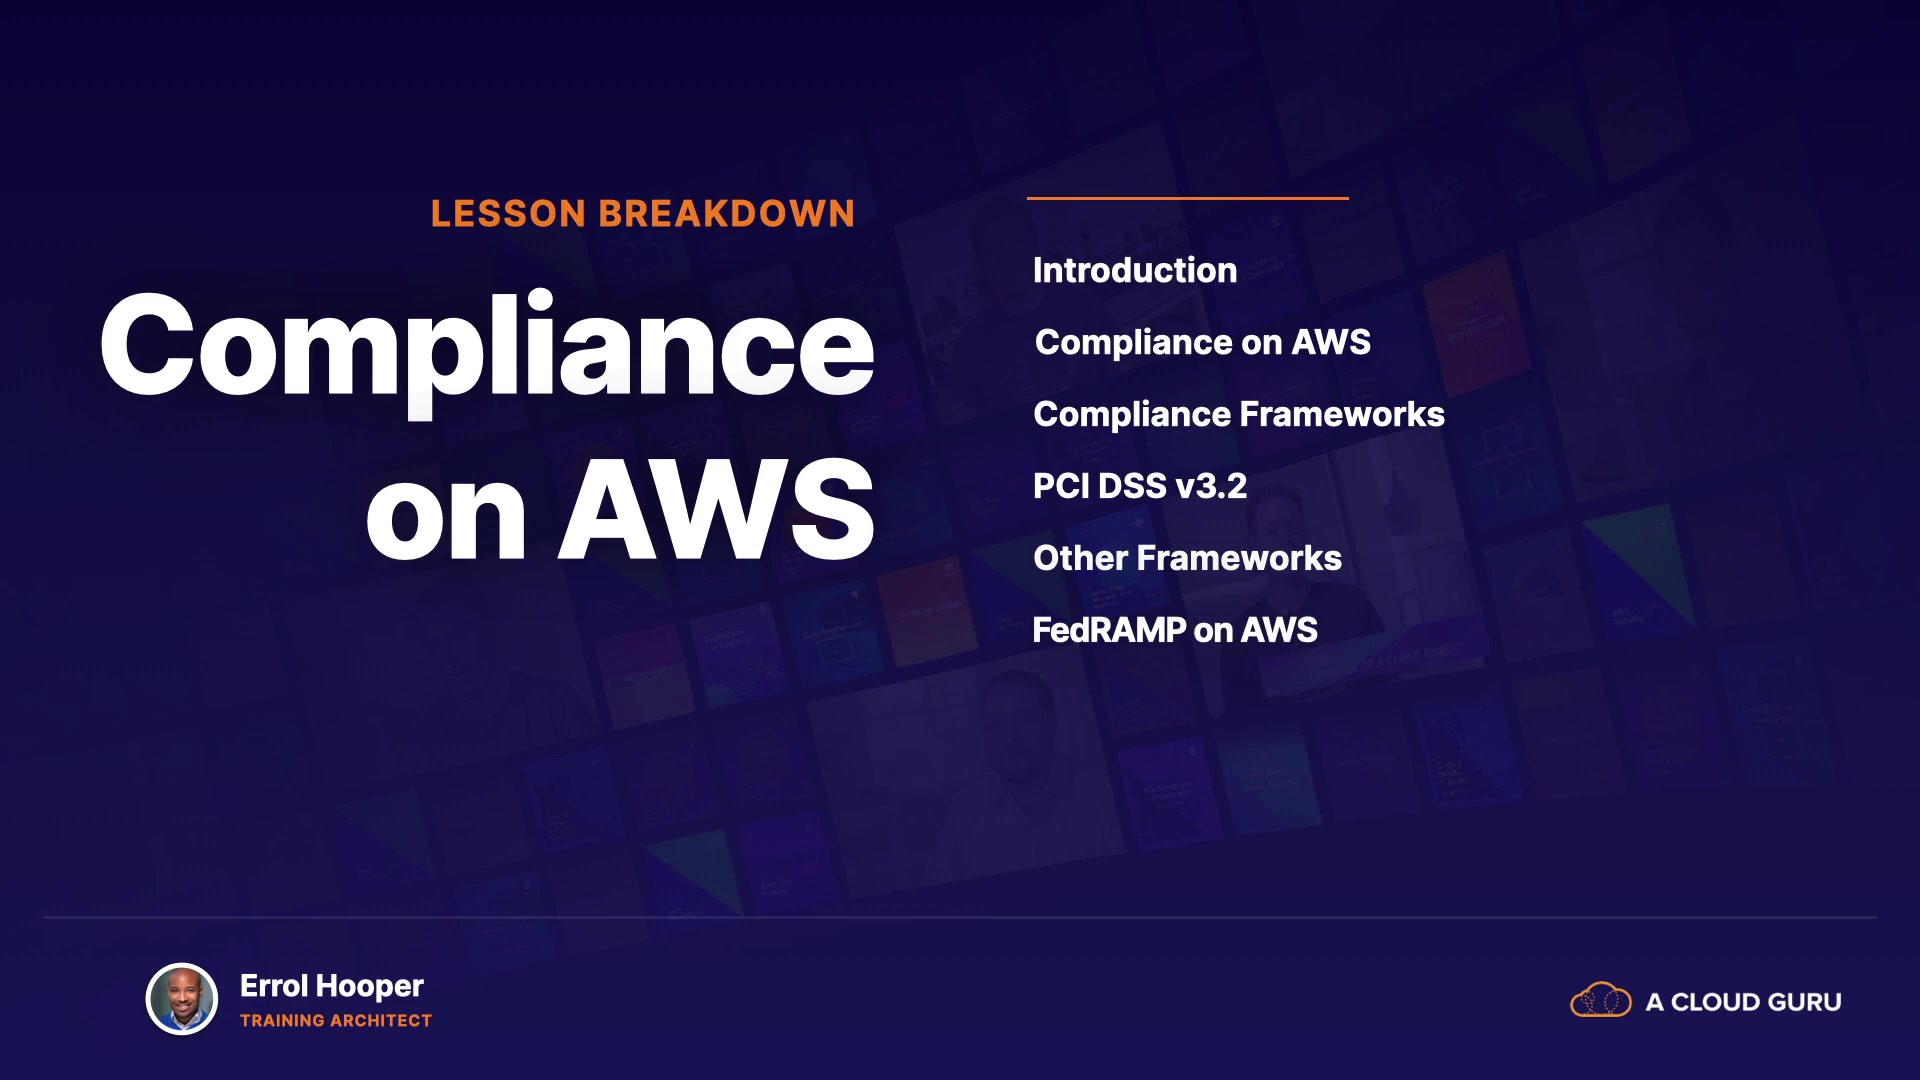 LESSON BREAKDOWN
Compliance
on AWS
Introduction
Compliance on AWS
Compliance Frameworks
PCI DSS v3.2
Other Frameworks
FedRAMP on AWS
Errol Hooper
TRAINING ARCHITECT
A CLOUD GURU